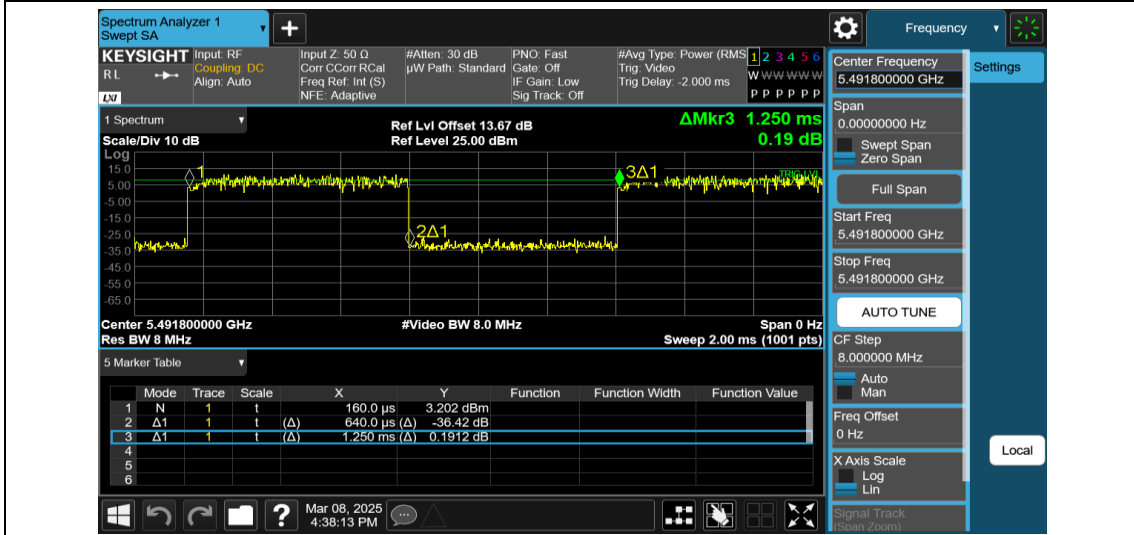 Spectrum Analyzer 1
Swept SA
Frequency
KEYSIGHT
RL
LXI
Input: RF
Coupling: DC
Align: Auto
Input Z: 50 Ω
Corr CCorr RCal
Freq Ref: Int (S)
NFE: Adaptive
#Atten: 30 dB
µW Path: Standard
PNO: Fast
Gate: Off
IF Gain: Low
Sig Track: Off
#Avg Type: Power (RMS
Trig: Video
Trig Delay: -2.000 ms
1 2 3 4 5 6
W W W W W W
P P P P P P
1 Spectrum
Scale/Div 10 dB
Ref Lvl Offset 13.67 dB
Ref Level 25.00 dBm
ΔMkr3 1.250 ms
0.19 dB
Log
15.0
5.00
-5.00
-15.0
-25.0
-35.0
-45.0
-55.0
-65.0
1
2Δ1
3Δ1
TRIG LVL
Center 5.491800000 GHz
#Video BW 8.0 MHz
Span 0 Hz
Res BW 8 MHz
Sweep 2.00 ms (1001 pts)
5 Marker Table
Mode Trace Scale X Y Function Function Width Function Value
1 N 1 t 160.0 µs 3.202 dBm
2 Δ1 1 t (Δ) 640.0 µs (Δ) -36.42 dB
3 Δ1 1 t (Δ) 1.250 ms (Δ) 0.1912 dB
4
5
6
Mar 08, 2025
4:38:13 PM
Center Frequency
5.491800000 GHz
Span
0.00000000 Hz
Swept Span
Zero Span
Full Span
Start Freq
5.491800000 GHz
Stop Freq
5.491800000 GHz
AUTO TUNE
CF Step
8.000000 MHz
Auto
Man
Freq Offset
0 Hz
X Axis Scale
Log
Lin
Signal Track
(Span Zoom)
Settings
Local